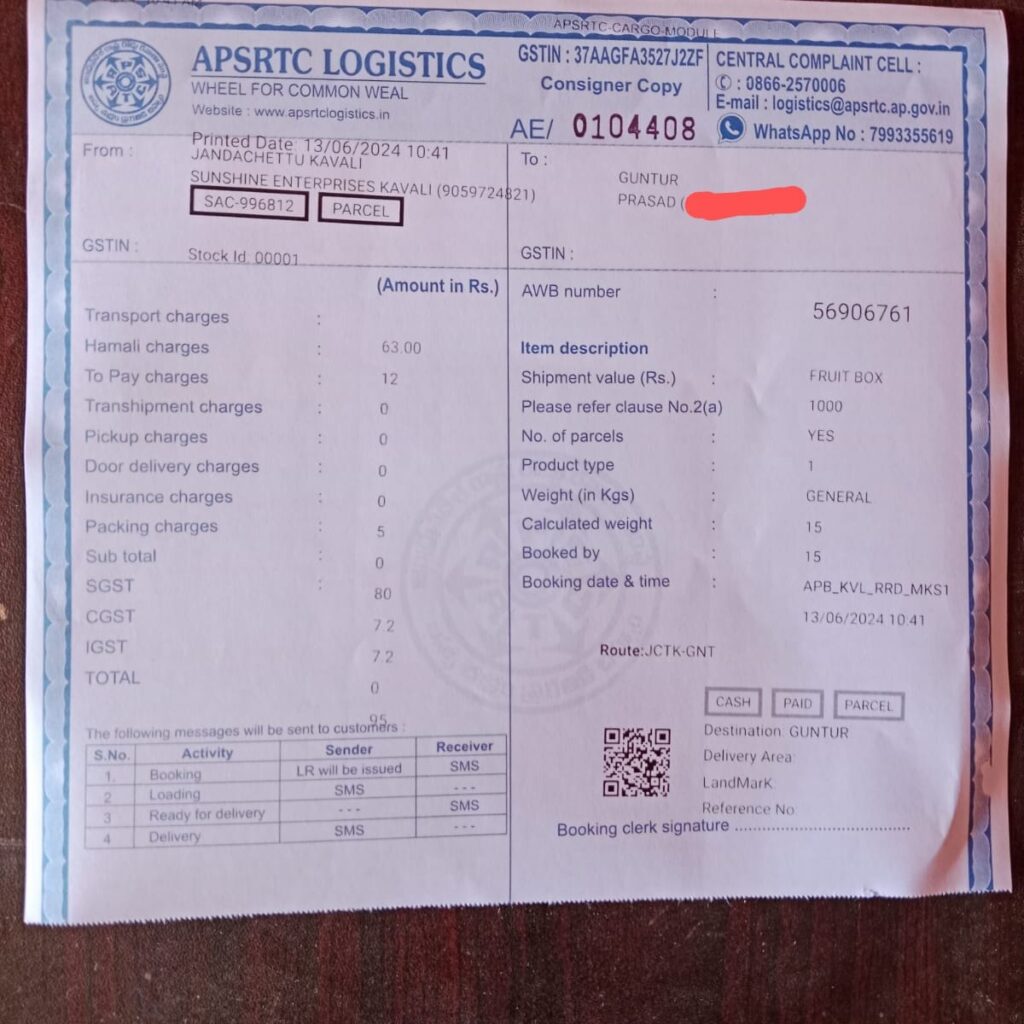 APSRTC-CARGO-MODULE
APSRTC LOGISTICS
WHEEL FOR COMMON WEAL
Website : www.apsrtclogistics.in
GSTIN : 37AAGFA3527J2ZF
Consigner Copy
AE/ 0104408
CENTRAL COMPLAINT CELL :
: 0866-2570006
E-mail : logistics@apsrtc.ap.gov.in
WhatsApp No : 7993355619
From :
Printed Date: 13/06/2024 10:41
JANDACHETTU KAVALI
SUNSHINE ENTERPRISES KAVALI (9059724821)
SAC-996812 PARCEL
GSTIN :
Stock Id 00001
To :
GUNTUR
PRASAD (
GSTIN :
(Amount in Rs.)
Transport charges :
Hamali charges : 63.00
To Pay charges : 12
Transhipment charges : 0
Pickup charges : 0
Door delivery charges : 0
Insurance charges : 0
Packing charges : 5
Sub total : 0
SGST : 80
CGST 7.2
IGST 7.2
TOTAL 0
95
AWB number : 56906761
Item description
Shipment value (Rs.) : FRUIT BOX
Please refer clause No.2(a) 1000
No. of parcels : YES
Product type : 1
Weight (in Kgs) : GENERAL
Calculated weight : 15
Booked by : 15
Booking date & time : APB_KVL_RRD_MKS1
13/06/2024 10:41
Route:JCTK-GNT
CASH PAID PARCEL
Destination: GUNTUR
Delivery Area:
LandMarK
Reference No:
Booking clerk signature ..............................
The following messages will be sent to customers :
S.No. Activity Sender Receiver
1. Booking LR will be issued SMS
2 Loading SMS - - -
3 Ready for delivery - - - SMS
4 Delivery SMS - - -